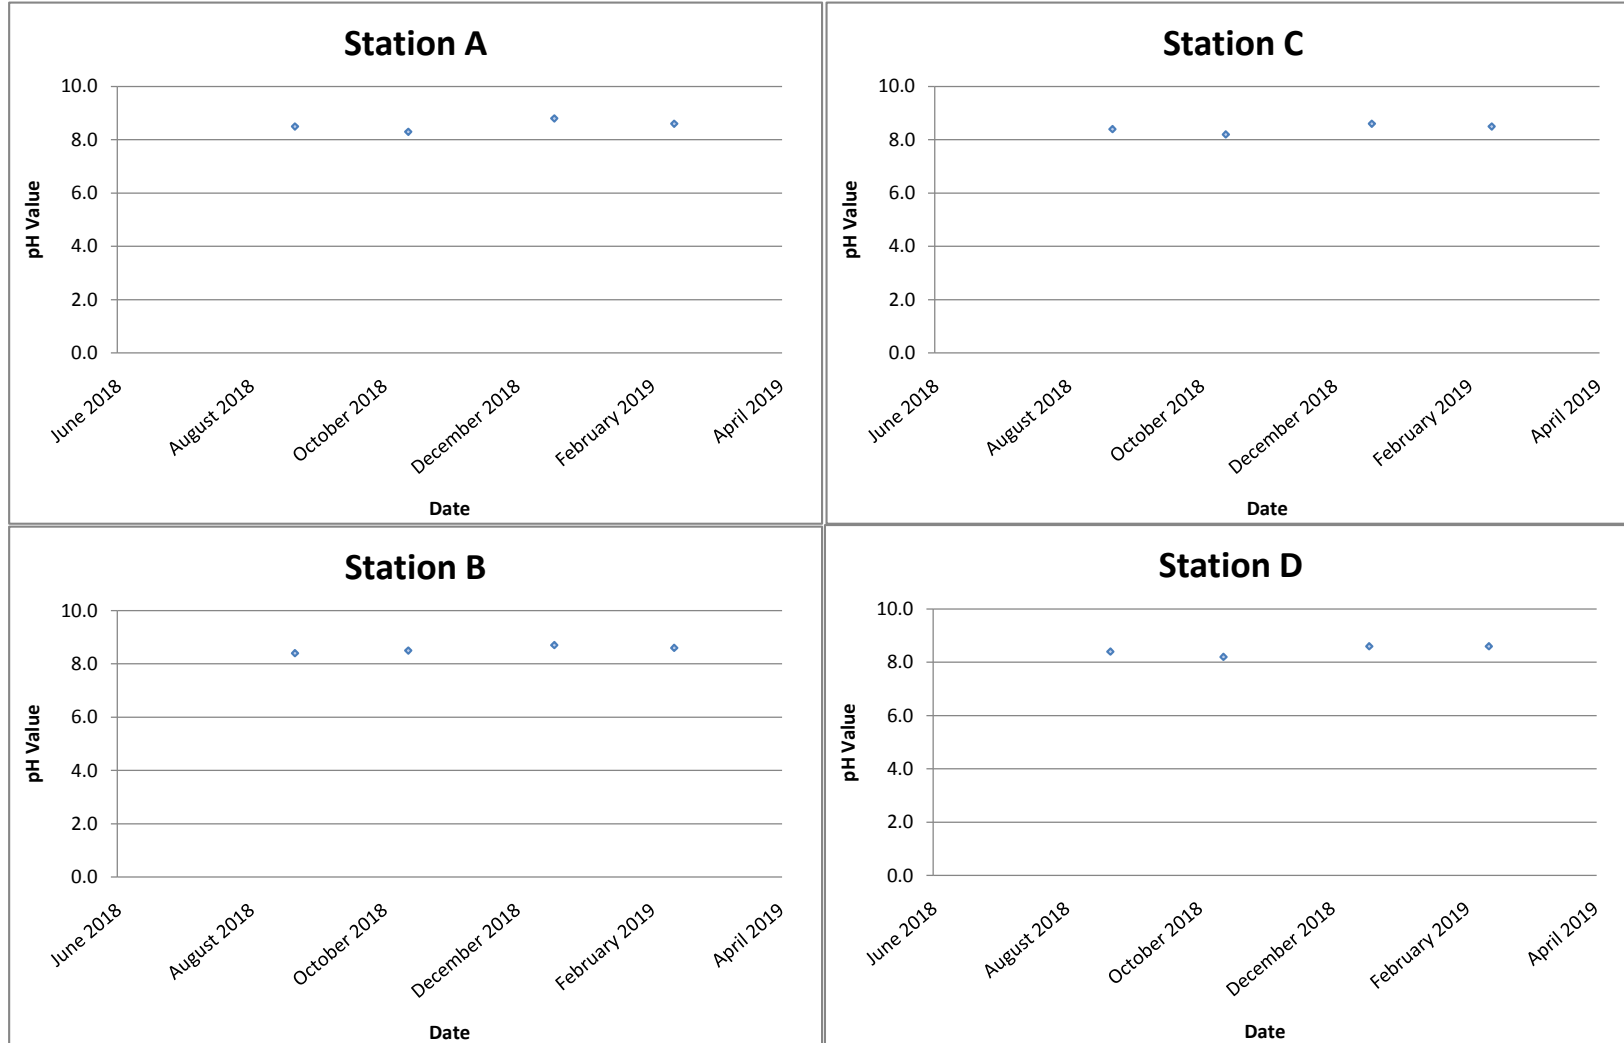 Station A
10.0
8.0
6.0
4.0
2.0
0.0
pH Value
June 2018
August 2018
October 2018
December 2018
February 2019
April 2019
Date
Station C
10.0
8.0
6.0
4.0
2.0
0.0
pH Value
June 2018
August 2018
October 2018
December 2018
February 2019
April 2019
Date
Station B
10.0
8.0
6.0
4.0
2.0
0.0
pH Value
June 2018
August 2018
October 2018
December 2018
February 2019
April 2019
Date
Station D
10.0
8.0
6.0
4.0
2.0
0.0
pH Value
June 2018
August 2018
October 2018
December 2018
February 2019
April 2019
Date